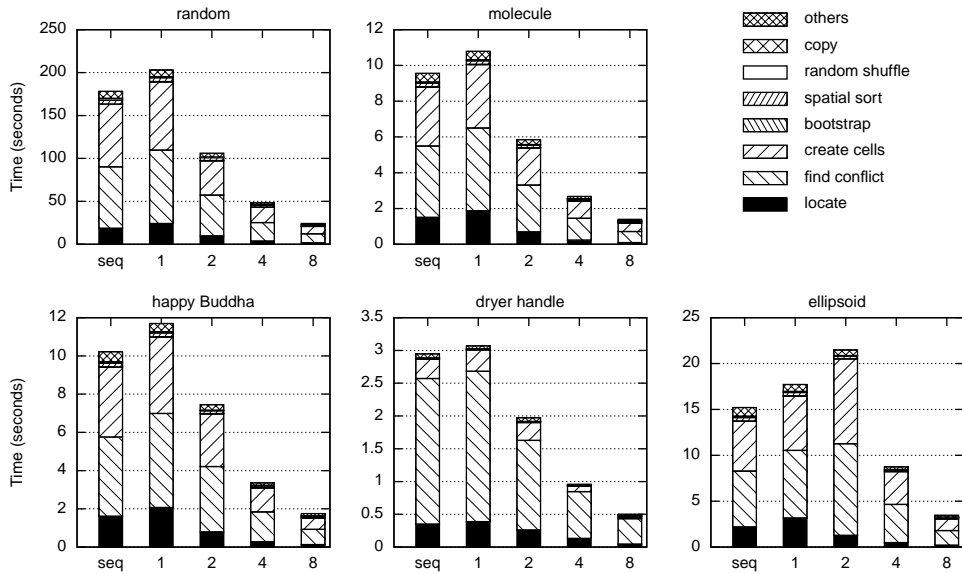 random
250
200
150
100
50
0
Time (seconds)
seq 1 2 4 8
molecule
12
10
8
6
4
2
0
seq 1 2 4 8
others
copy
random shuffle
spatial sort
bootstrap
create cells
find conflict
locate
happy Buddha
12
10
8
6
4
2
0
Time (seconds)
seq 1 2 4 8
dryer handle
3.5
3
2.5
2
1.5
1
0.5
0
seq 1 2 4 8
ellipsoid
25
20
15
10
5
0
seq 1 2 4 8